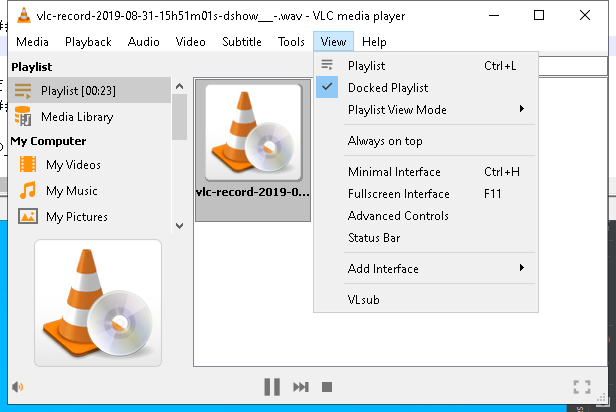 vlc-record-2019-08-31-15h51m01s-dshow__-.wav - VLC media player
Media Playback Audio Video Subtitle Tools View Help
Playlist
Playlist [00:23]
Media Library
My Computer
My Videos
My Music
My Pictures
vlc-record-2019-0...
Playlist Ctrl+L
Docked Playlist
Playlist View Mode
Always on top
Minimal Interface Ctrl+H
Fullscreen Interface F11
Advanced Controls
Status Bar
Add Interface
VLsub